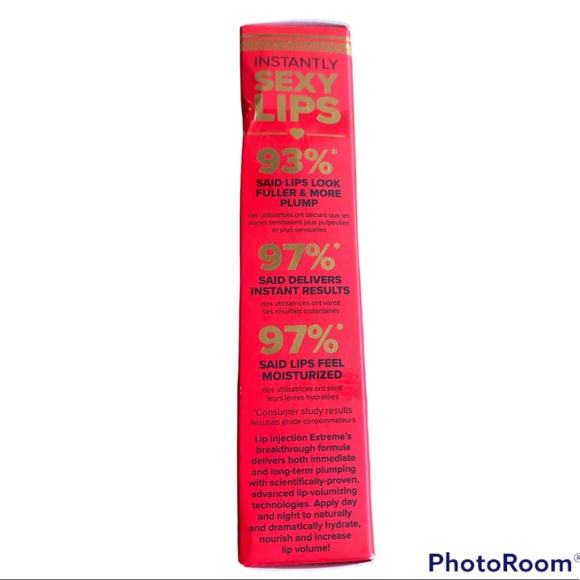 INSTANTLY
SEXY
LIPS
93%*
SAID LIPS LOOK
FULLER & MORE
PLUMP
des utilisatrices ont déclaré que les
lèvres semblaient plus pulpeuses
et plus sensuelles
97%*
SAID DELIVERS
INSTANT RESULTS
des utilisatrices ont vanté
ses résultats instantanés
97%*
SAID LIPS FEEL
MOISTURIZED
des utilisatrices ont senti
leurs lèvres hydratées
*Consumer study results
Résultats étude consommateurs
Lip Injection Extreme's
breakthrough formula
delivers both immediate
and long-term plumping
with scientifically-proven,
advanced lip-volumizing
technologies. Apply day
and night to naturally
and dramatically hydrate,
nourish and increase
lip volume!
PhotoRoom®